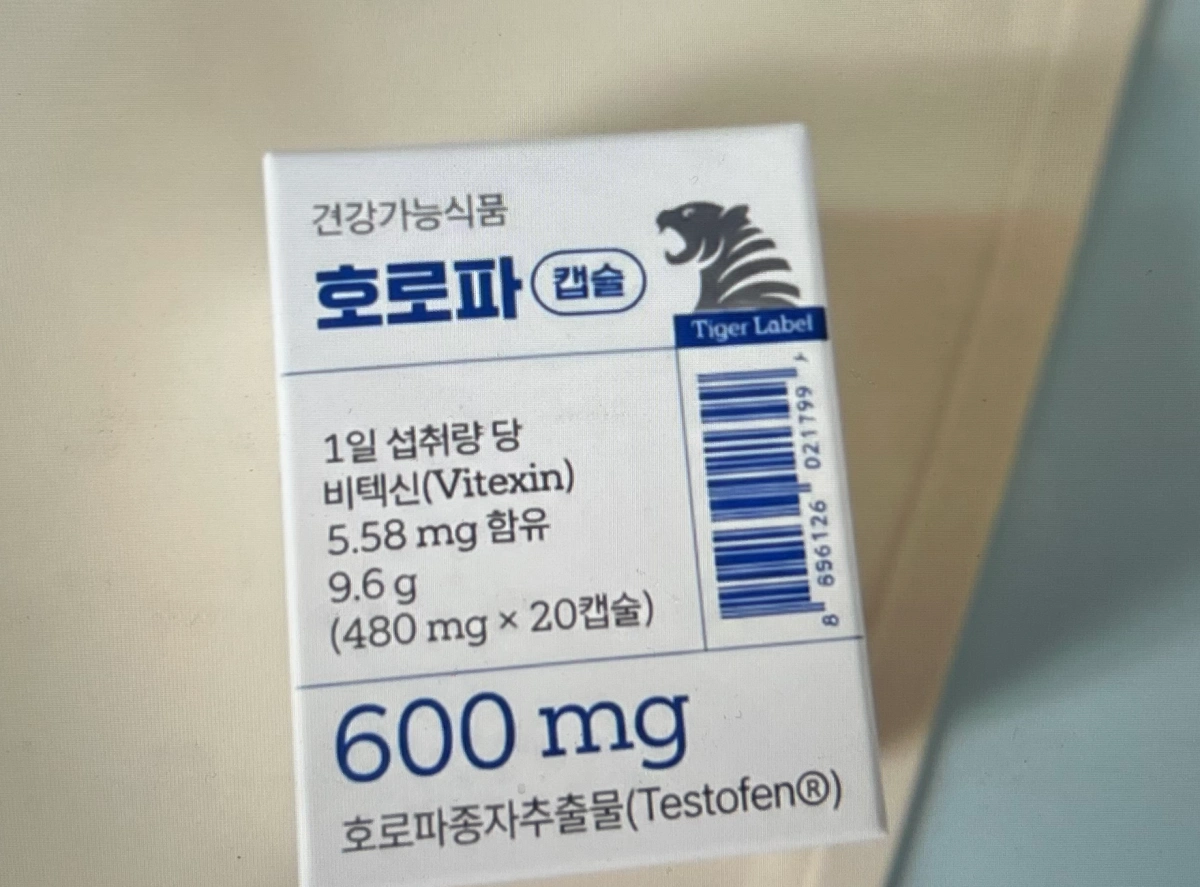 건강기능식품
호로파 캡술
Tiger Label
1일 섭취량 당
비텍신(Vitexin)
5.58 mg 함유
9.6 g
(480 mg × 20캡술)
8 656126 021799
600 mg
호로파종자추출물(Testofen®)